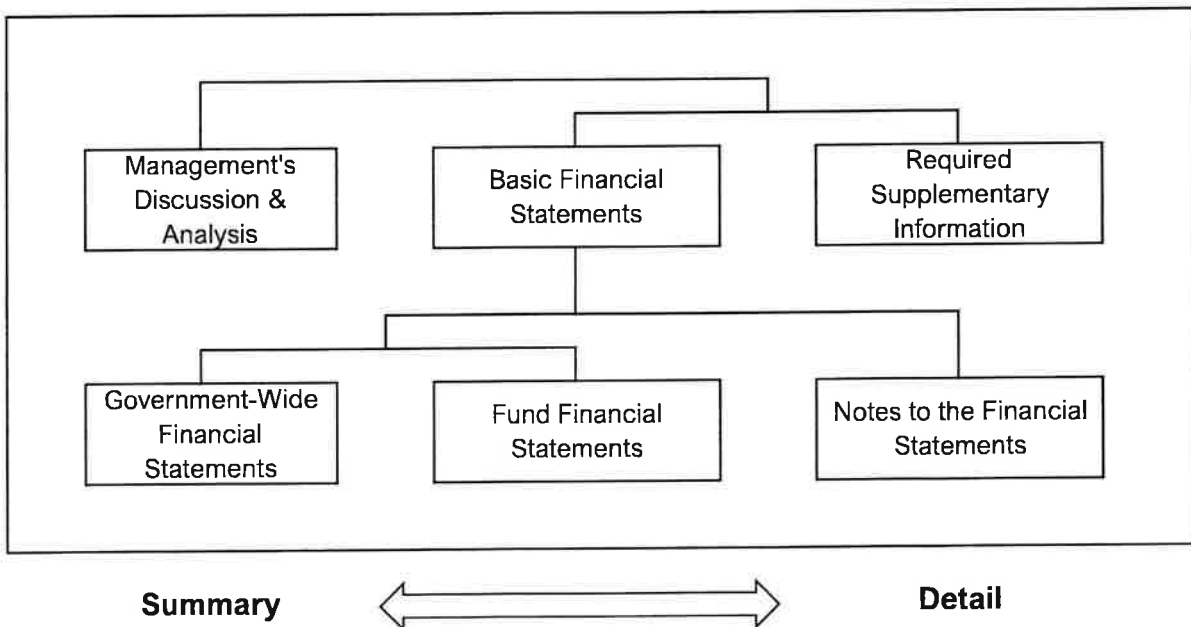 Management's
Discussion &
Analysis
Basic Financial
Statements
Required
Supplementary
Information
Government-Wide
Financial
Statements
Fund Financial
Statements
Notes to the Financial
Statements
Summary
Detail